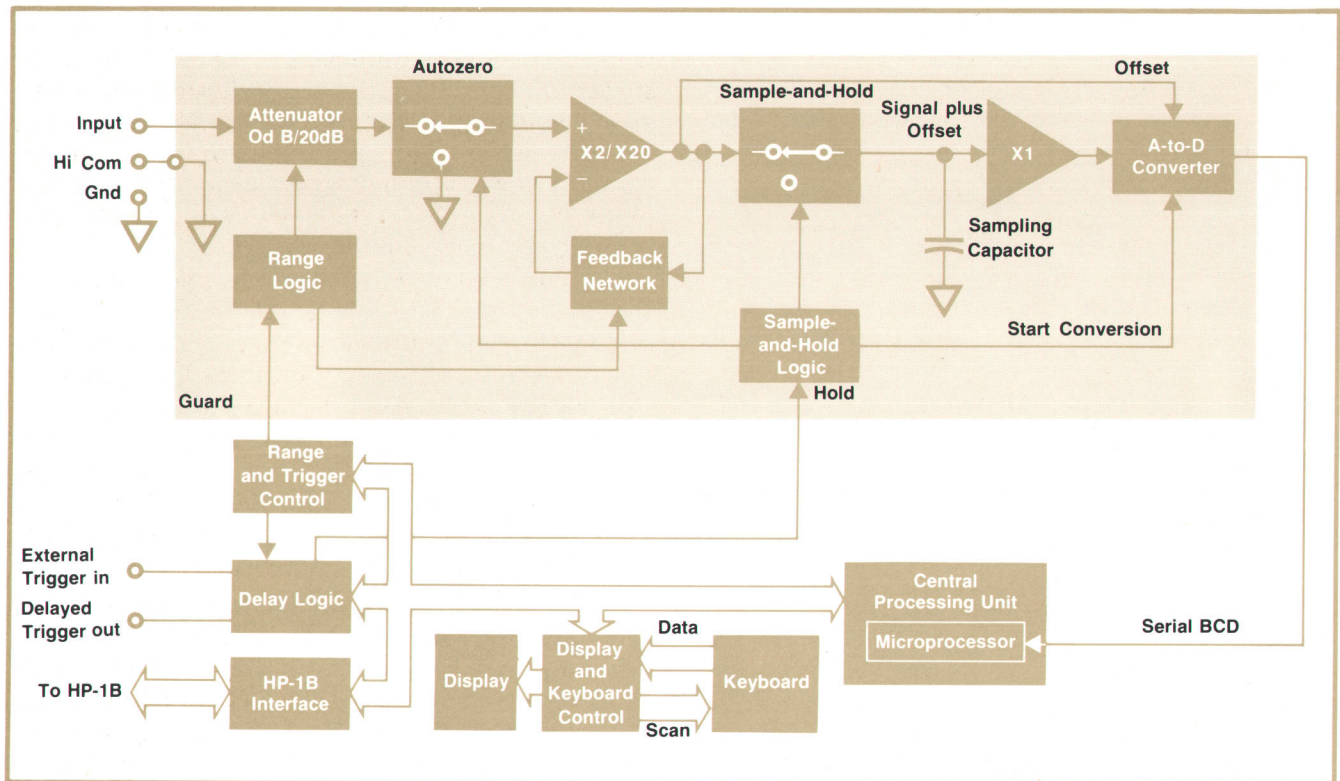 Autozero
Offset
Sample-and-Hold
Input
Attenuator
Od B/20dB
+
X2/X20
−
Signal plus
Offset
X1
A-to-D
Converter
Hi Com
Gnd
Sampling
Capacitor
Range
Logic
Feedback
Network
Sample-
and-Hold
Logic
Start Conversion
Guard
Hold
Range
and Trigger
Control
External
Trigger in
Delayed
Trigger out
Delay Logic
Central
Processing Unit
Microprocessor
Serial BCD
To HP-1B
HP-1B
Interface
Display
Display
and
Keyboard
Control
Data
Scan
Keyboard